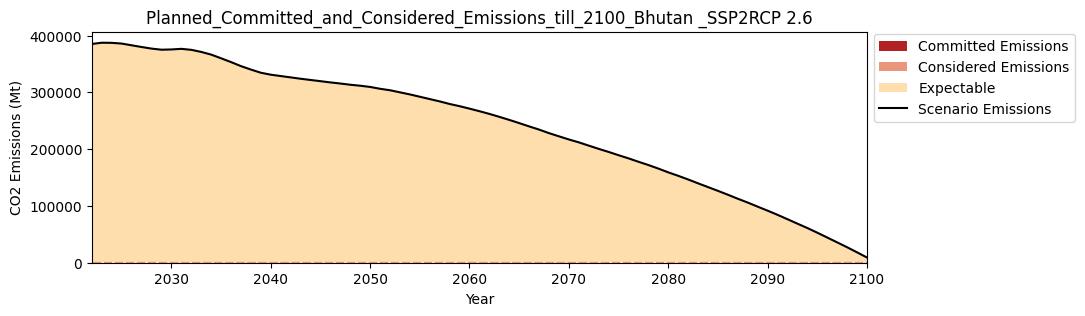 Planned_Committed_and_Considered_Emissions_till_2100_Bhutan _SSP2RCP 2.6
400000
300000
200000
100000
0
CO2 Emissions (Mt)
2030 2040 2050 2060 2070 2080 2090 2100
Year
Committed Emissions
Considered Emissions
Expectable
Scenario Emissions